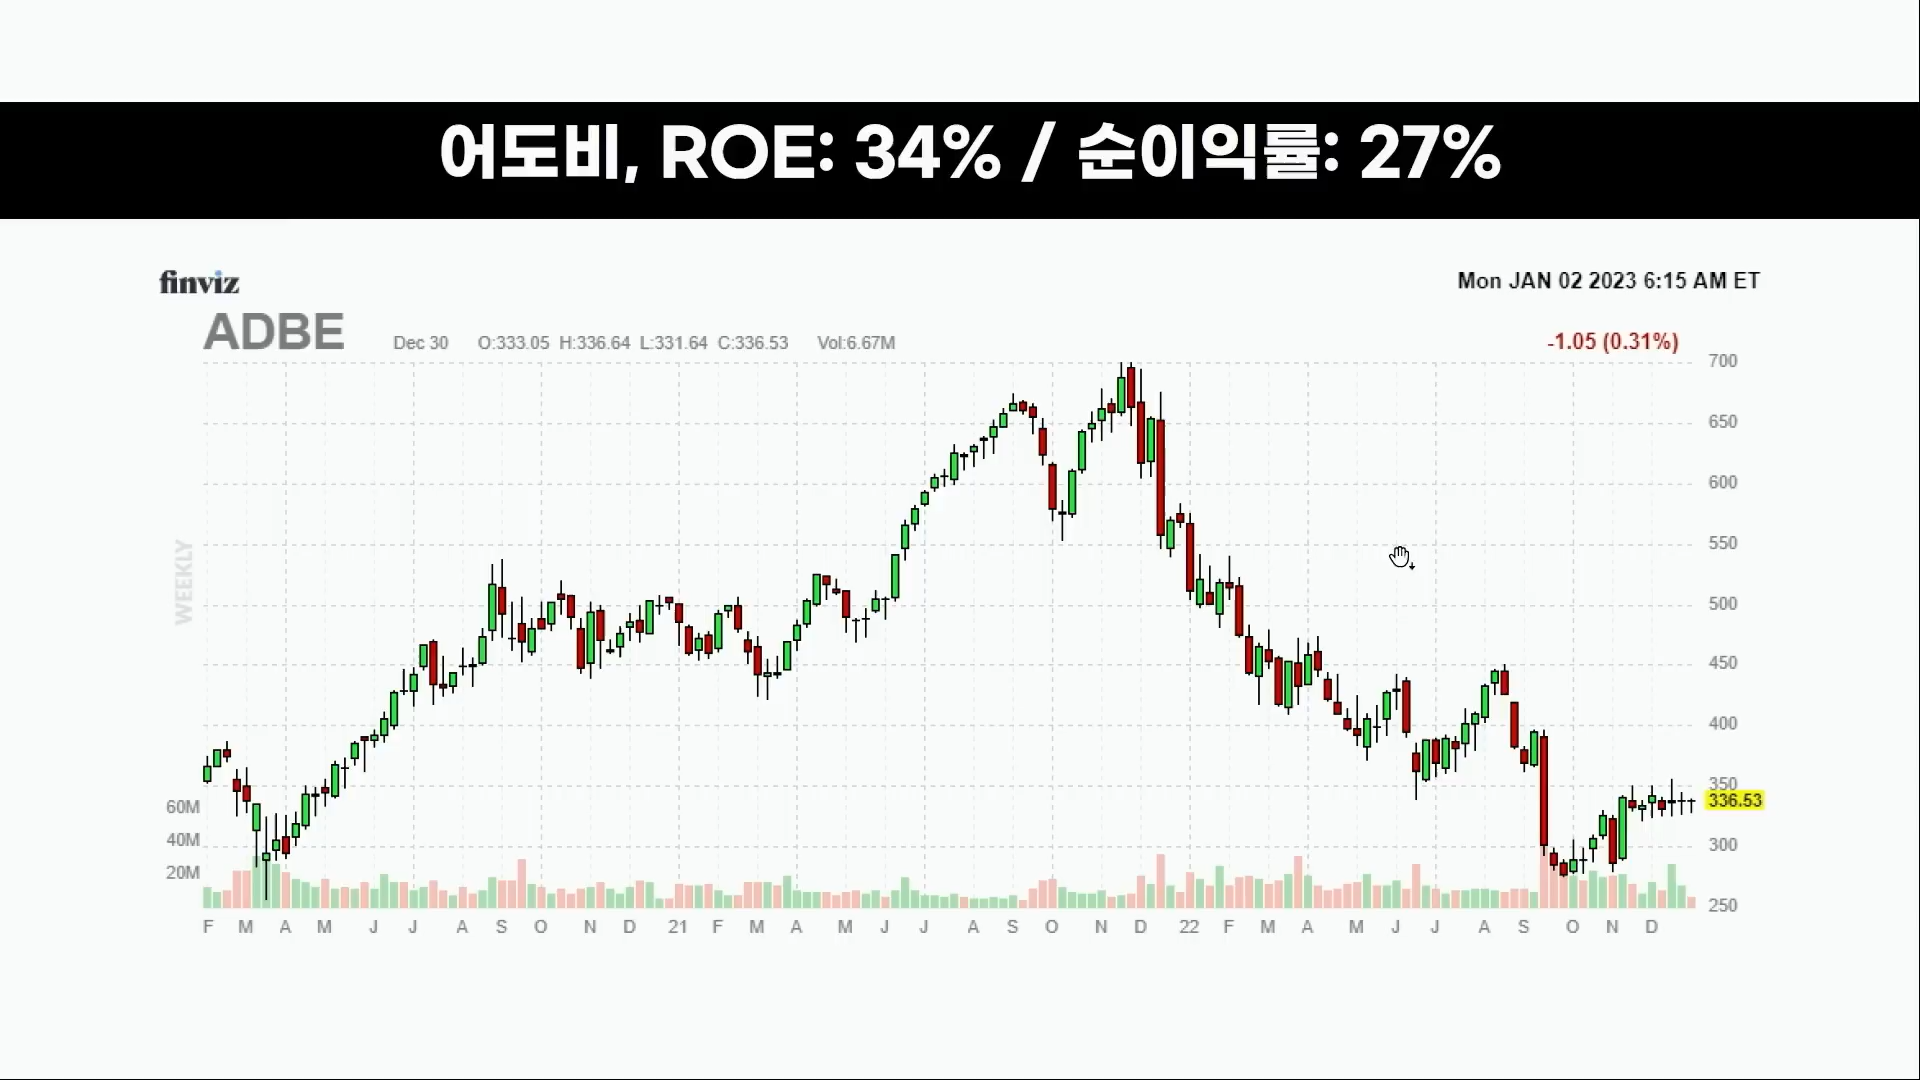 어도비, ROE: 34% / 순이익률: 27%
finviz
Mon JAN 02 2023 6:15 AM ET
ADBE
Dec 30 O:333.05 H:336.64 L:331.64 C:336.53 Vol:6.67M
-1.05 (0.31%)
700
650
600
550
WEEKLY
500
450
400
350
336.53
60M
40M
300
20M
250
F M A M J J A S O N D 21 F M A M J J A S O N D 22 F M A M J J A S O N D